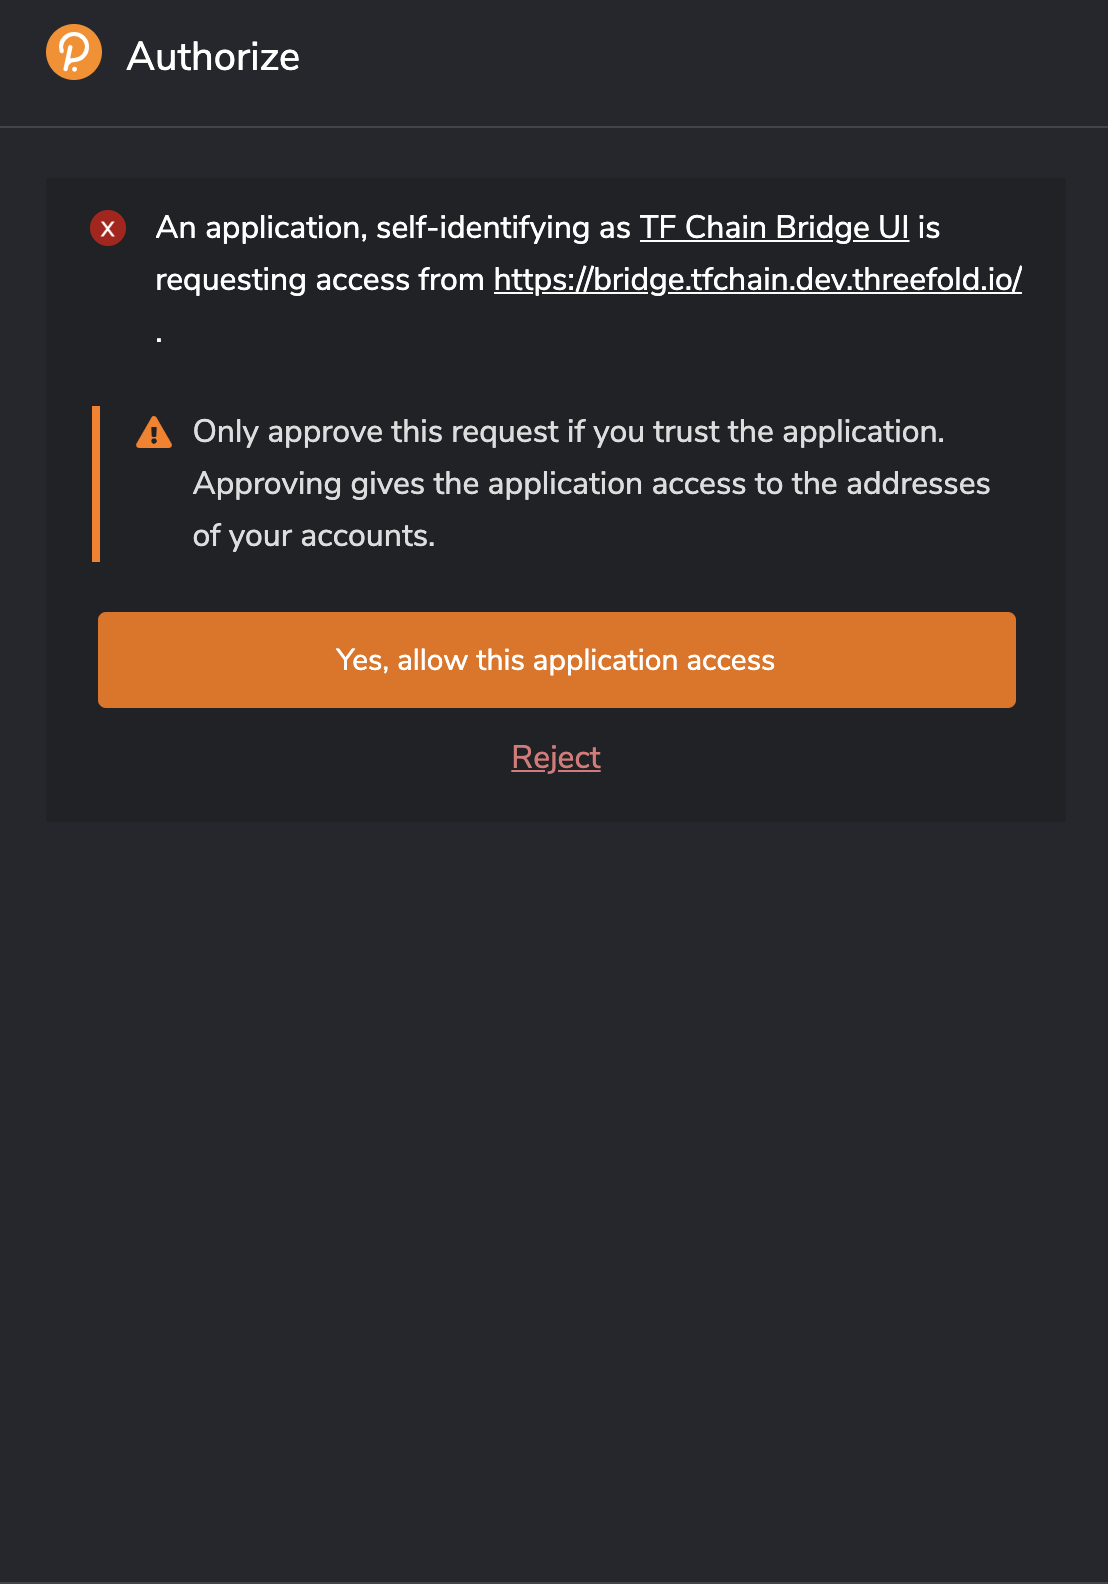 Authorize
X
An application, self-identifying as TF Chain Bridge UI is
requesting access from https://bridge.tfchain.dev.threefold.io/
.
Only approve this request if you trust the application.
Approving gives the application access to the addresses
of your accounts.
Yes, allow this application access
Reject